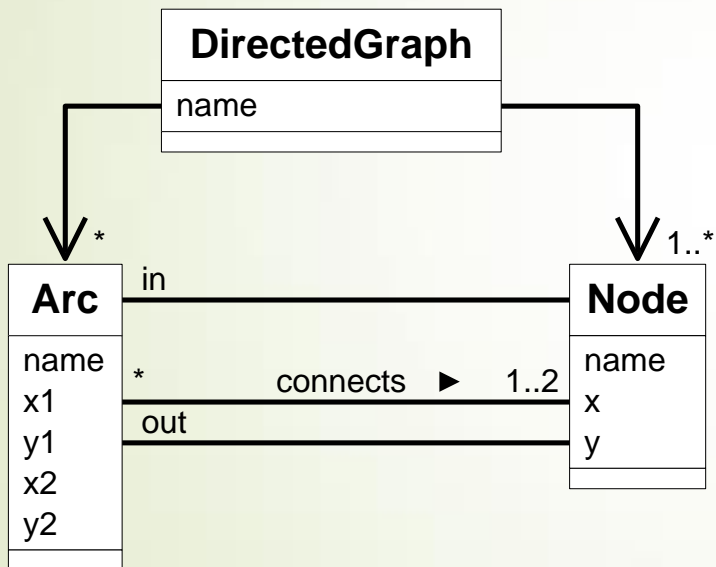 DirectedGraph
name
*
1..*
Arc
in
Node
name
x1
y1
x2
y2
*
connects ►
1..2
out
name
x
y